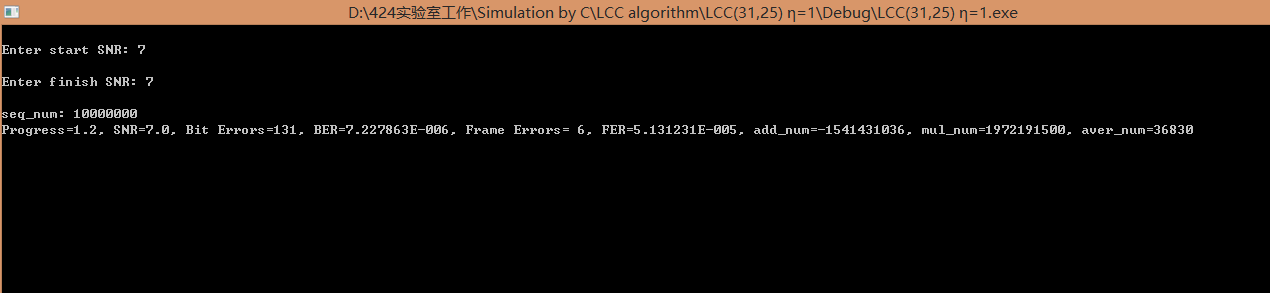 D:\424实验室工作\Simulation by C\LCC algorithm\LCC(31,25) η=1\Debug\LCC(31,25) η=1.exe
Enter start SNR: 7
Enter finish SNR: 7
seq_num: 10000000
Progress=1.2, SNR=7.0, Bit Errors=131, BER=7.227863E-006, Frame Errors= 6, FER=5.131231E-005, add_num=-1541431036, mul_num=1972191500, aver_num=36830